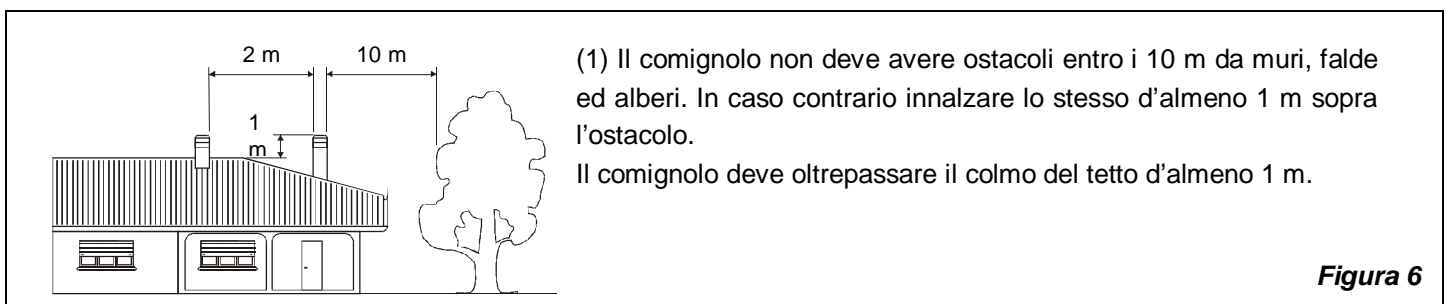 2 m
10 m
1
m
(1) Il comignolo non deve avere ostacoli entro i 10 m da muri, falde
ed alberi. In caso contrario innalzare lo stesso d’almeno 1 m sopra
l’ostacolo.
Il comignolo deve oltrepassare il colmo del tetto d’almeno 1 m.
Figura 6